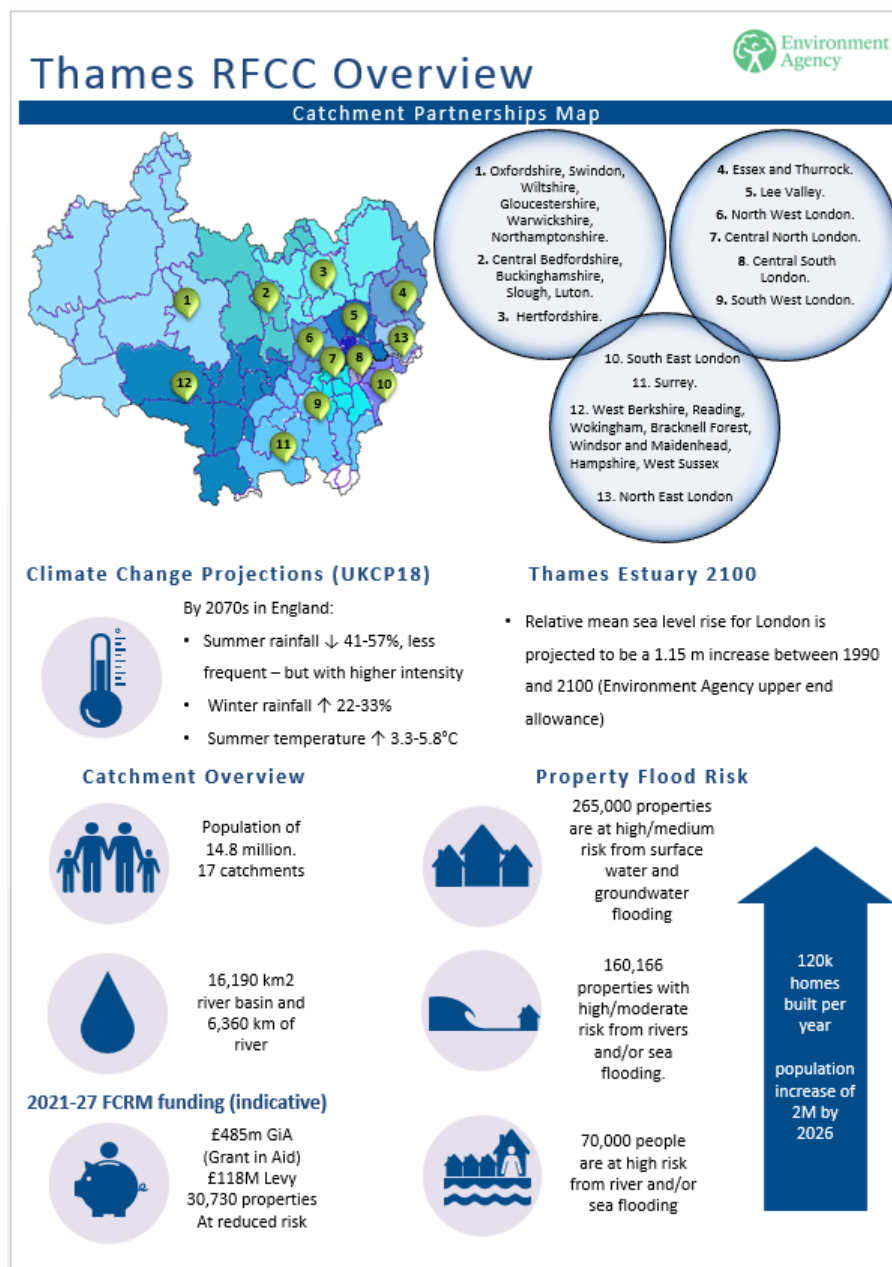 Thames RFCC Overview
Environment
Agency
Catchment Partnerships Map
1
2
3
4
5
6
7
8
9
10
11
12
13
1. Oxfordshire, Swindon,
Wiltshire,
Gloucestershire,
Warwickshire,
Northamptonshire.
2. Central Bedfordshire,
Buckinghamshire,
Slough, Luton.
3. Hertfordshire.
4. Essex and Thurrock.
5. Lee Valley.
6. North West London.
7. Central North London.
8. Central South
London.
9. South West London.
10. South East London
11. Surrey.
12. West Berkshire, Reading,
Wokingham, Bracknell Forest,
Windsor and Maidenhead,
Hampshire, West Sussex
13. North East London
Climate Change Projections (UKCP18)
By 2070s in England:
• Summer rainfall ↓ 41-57%, less
frequent – but with higher intensity
• Winter rainfall ↑ 22-33%
• Summer temperature ↑ 3.3-5.8°C
Thames Estuary 2100
• Relative mean sea level rise for London is
projected to be a 1.15 m increase between 1990
and 2100 (Environment Agency upper end
allowance)
Catchment Overview
Population of
14.8 million.
17 catchments
16,190 km2
river basin and
6,360 km of
river
2021-27 FCRM funding (indicative)
£485m GiA
(Grant in Aid)
£118M Levy
30,730 properties
At reduced risk
Property Flood Risk
265,000 properties
are at high/medium
risk from surface
water and
groundwater
flooding
160,166
properties with
high/moderate
risk from rivers
and/or sea
flooding.
70,000 people
are at high risk
from river and/or
sea flooding
120k
homes
built per
year
population
increase of
2M by
2026